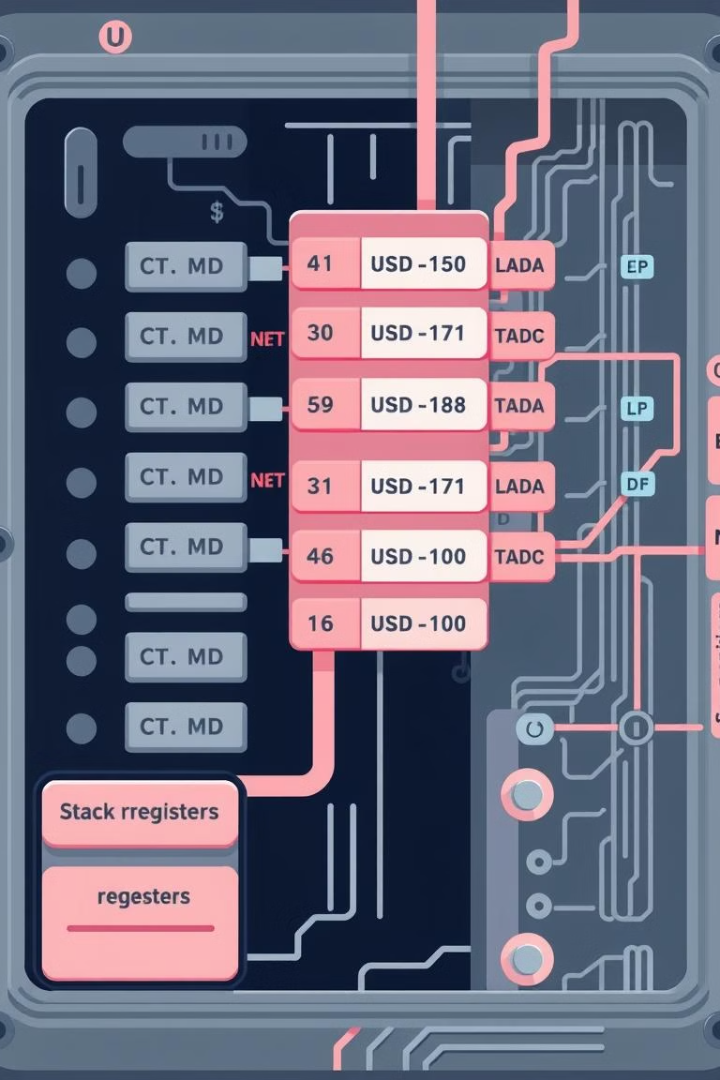 U
$
CT. MD 41 USD -150 LADA EP
CT. MD NET 30 USD -171 TADC
CT. MD 59 USD -188 TADA LP
CT. MD NET 31 USD -171 LADA DF
D
CT. MD 46 USD -100 TADC
16 USD -100
CT. MD
CT. MD
Stack rregisters
regesters